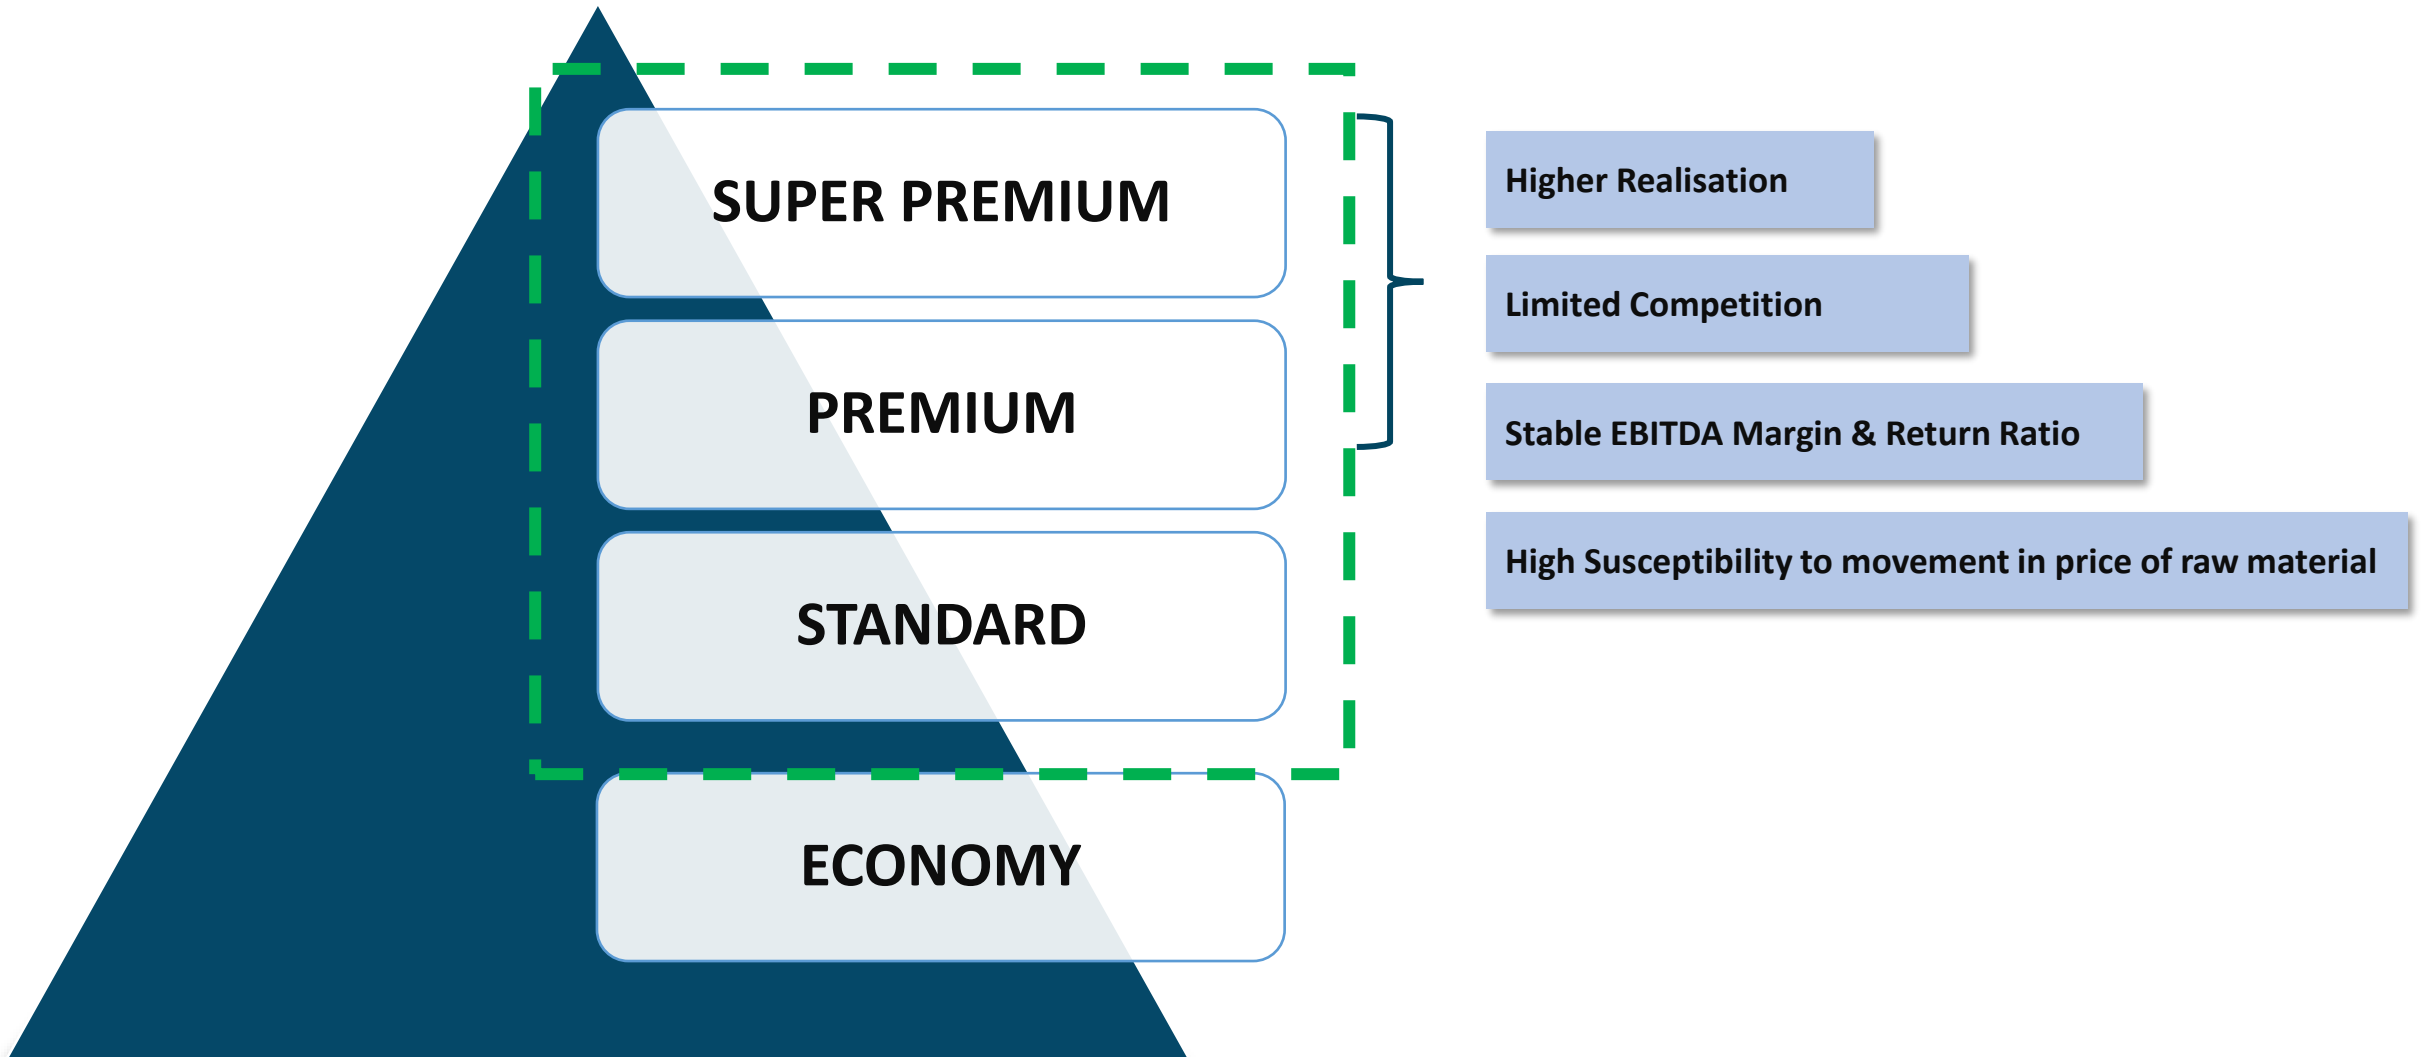 SUPER PREMIUM
PREMIUM
STANDARD
ECONOMY
Higher Realisation
Limited Competition
Stable EBITDA Margin & Return Ratio
High Susceptibility to movement in price of raw material